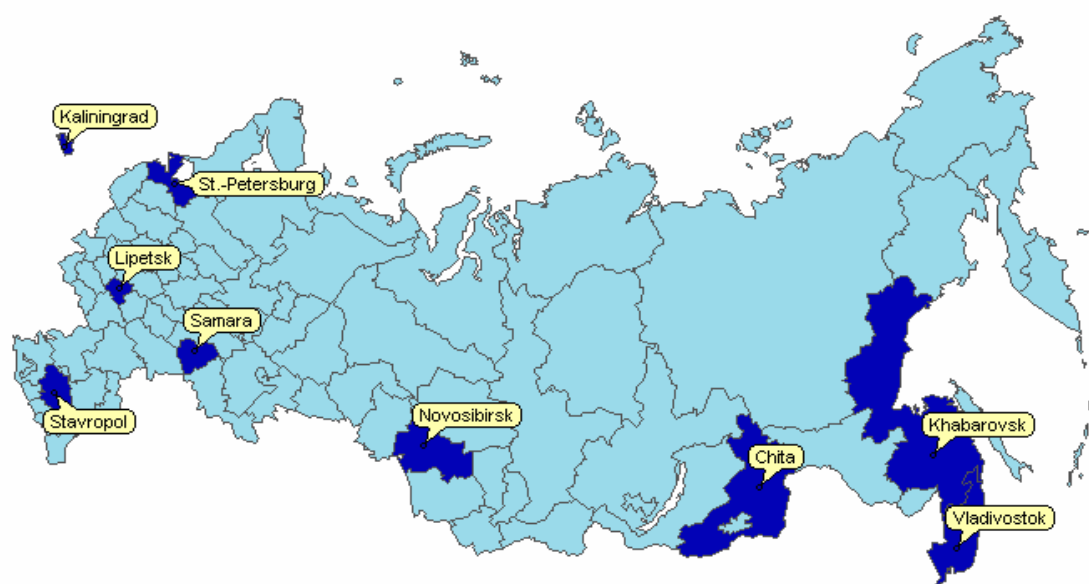 Kaliningrad
St.-Petersburg
Lipetsk
Samara
Stavropol
Novosibirsk
Chita
Khabarovsk
Vladivostok